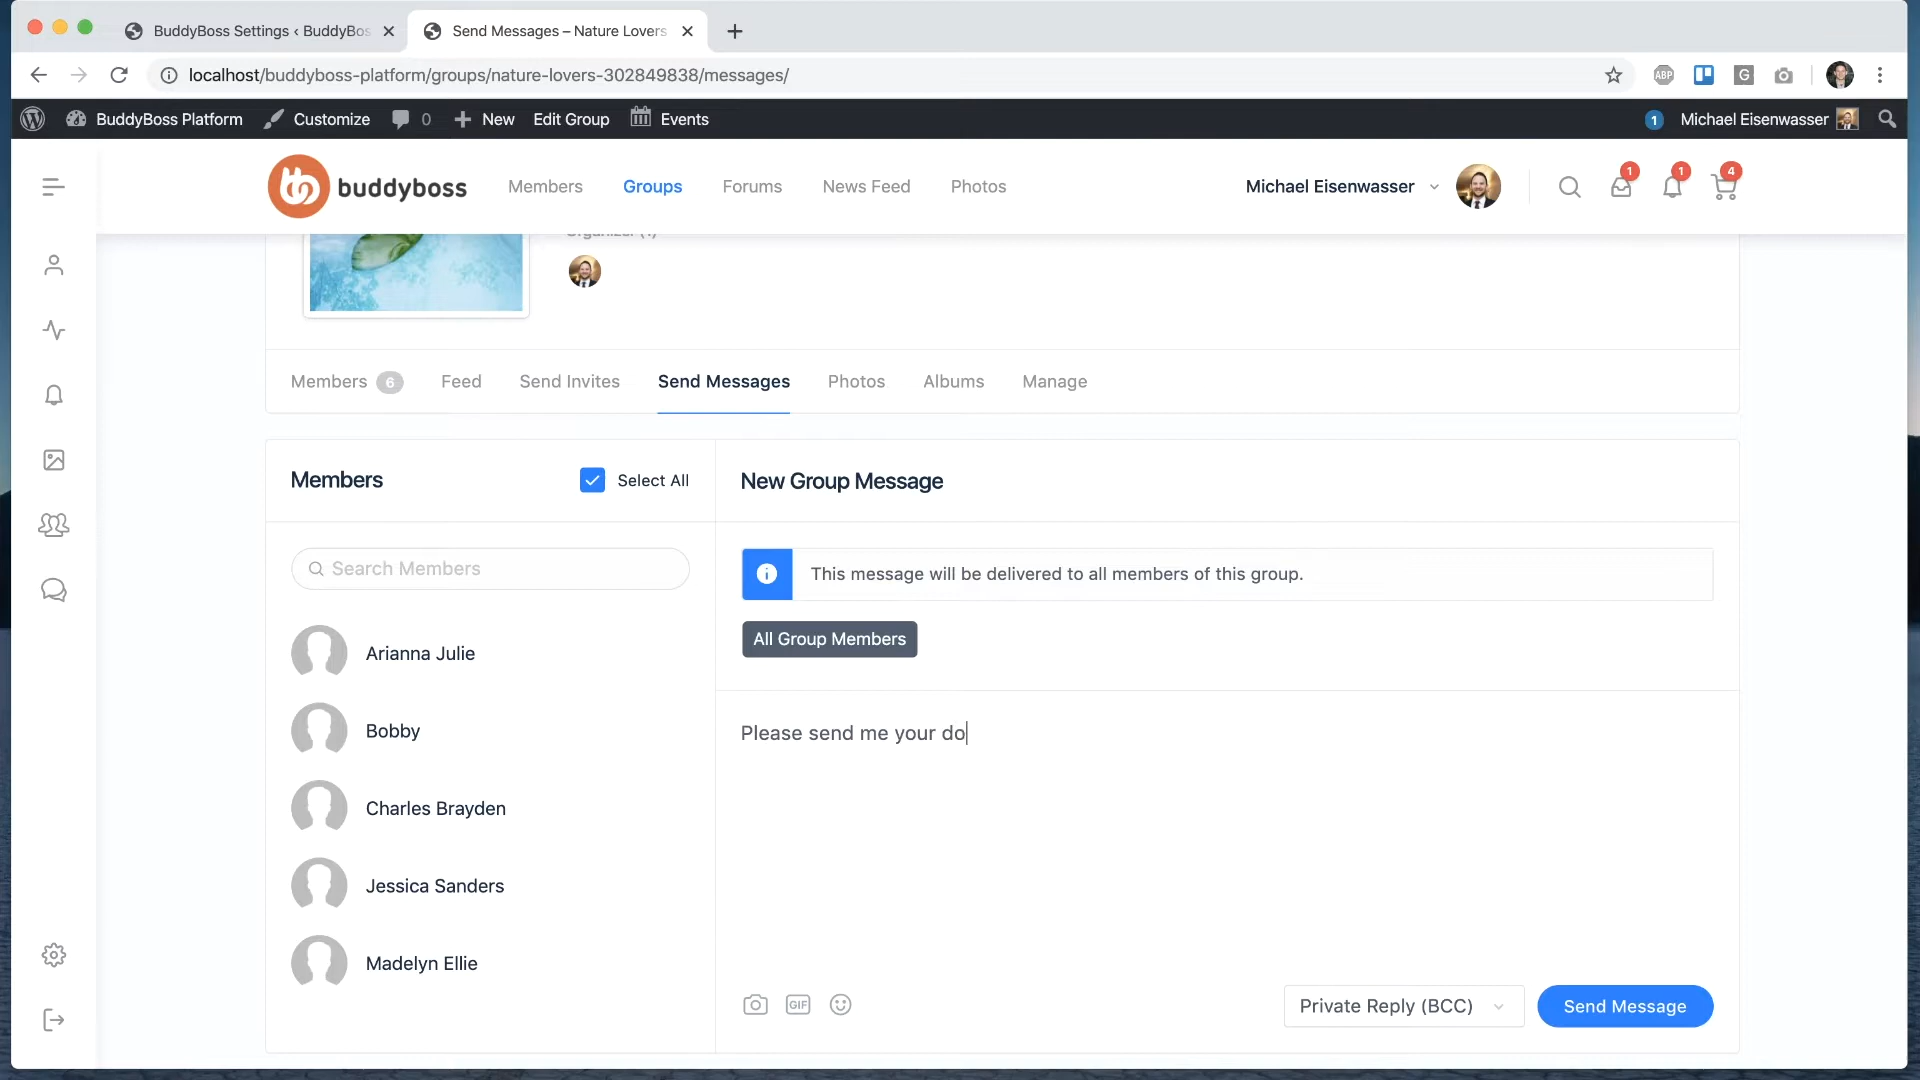 BuddyBoss Settings ‹ BuddyBos
Send Messages – Nature Lovers
localhost/buddyboss-platform/groups/nature-lovers-302849838/messages/
ABP
G
BuddyBoss Platform
Customize
0
New
Edit Group
Events
1
Michael Eisenwasser
buddyboss
Members
Groups
Forums
News Feed
Photos
Michael Eisenwasser
1
1
4
Organizer (1)
Members 6
Feed
Send Invites
Send Messages
Photos
Albums
Manage
Members
Select All
New Group Message
Search Members
This message will be delivered to all members of this group.
All Group Members
Arianna Julie
Bobby
Charles Brayden
Jessica Sanders
Madelyn Ellie
Please send me your do
GIF
Private Reply (BCC)
Send Message